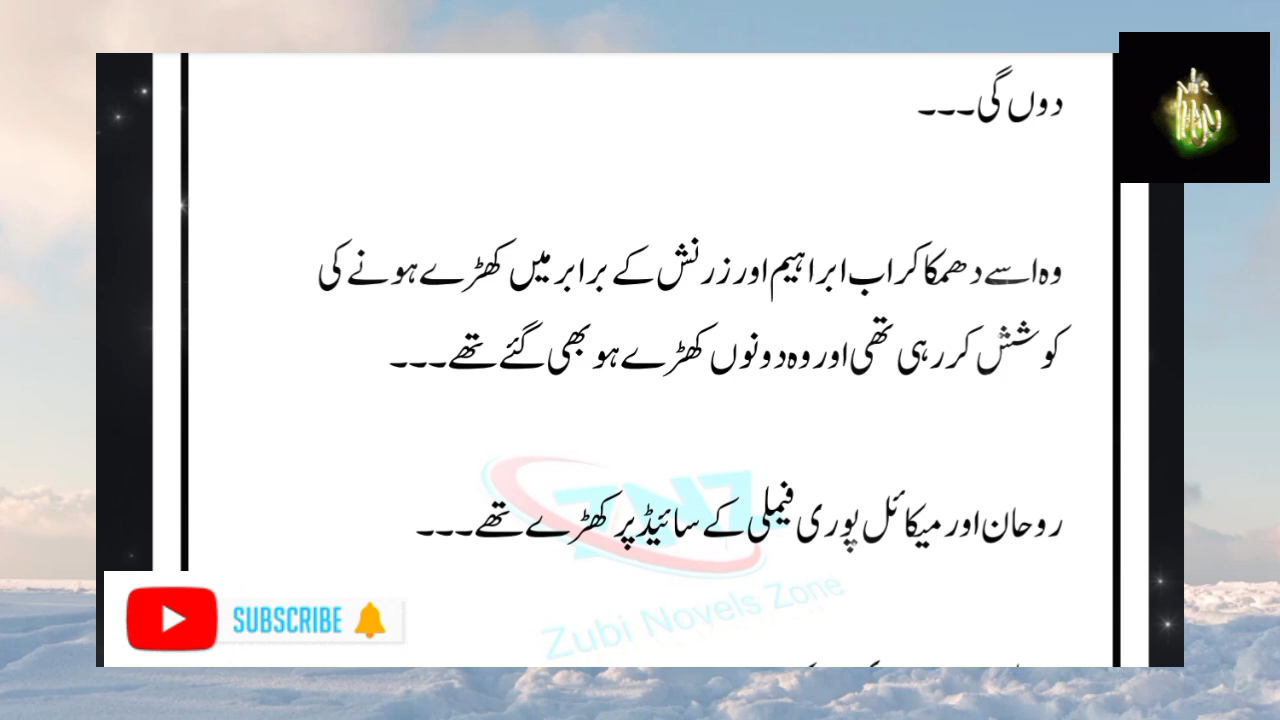 دوں گی۔۔۔
وہ اسے دھمکا کر اب ابراہیم اور زرنش کے برابر میں کھڑے ہونے کی
کوشش کر رہی تھی اور وہ دونوں کھڑے ہو بھی گئے تھے۔۔۔
روحان اور میکائل پوری فیملی کے سائیڈ پر کھڑے تھے۔۔۔
ZNZ
Zubi Novels Zone
SUBSCRIBE